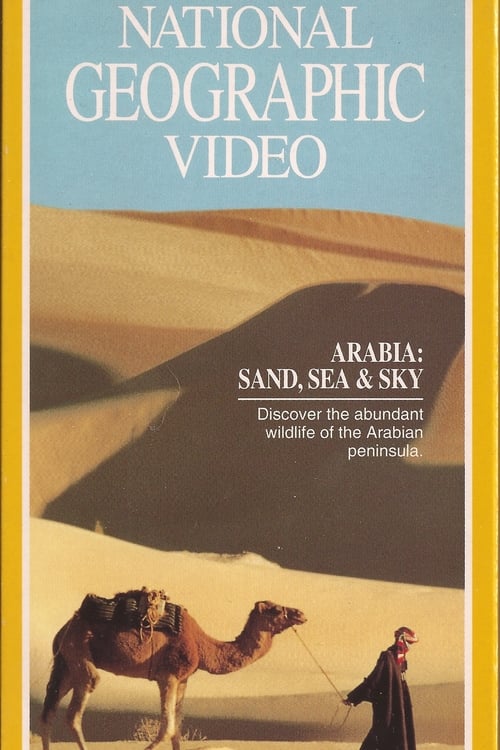 NATIONAL
GEOGRAPHIC
VIDEO
ARABIA:
SAND, SEA & SKY
Discover the abundant
wildlife of the Arabian
peninsula.